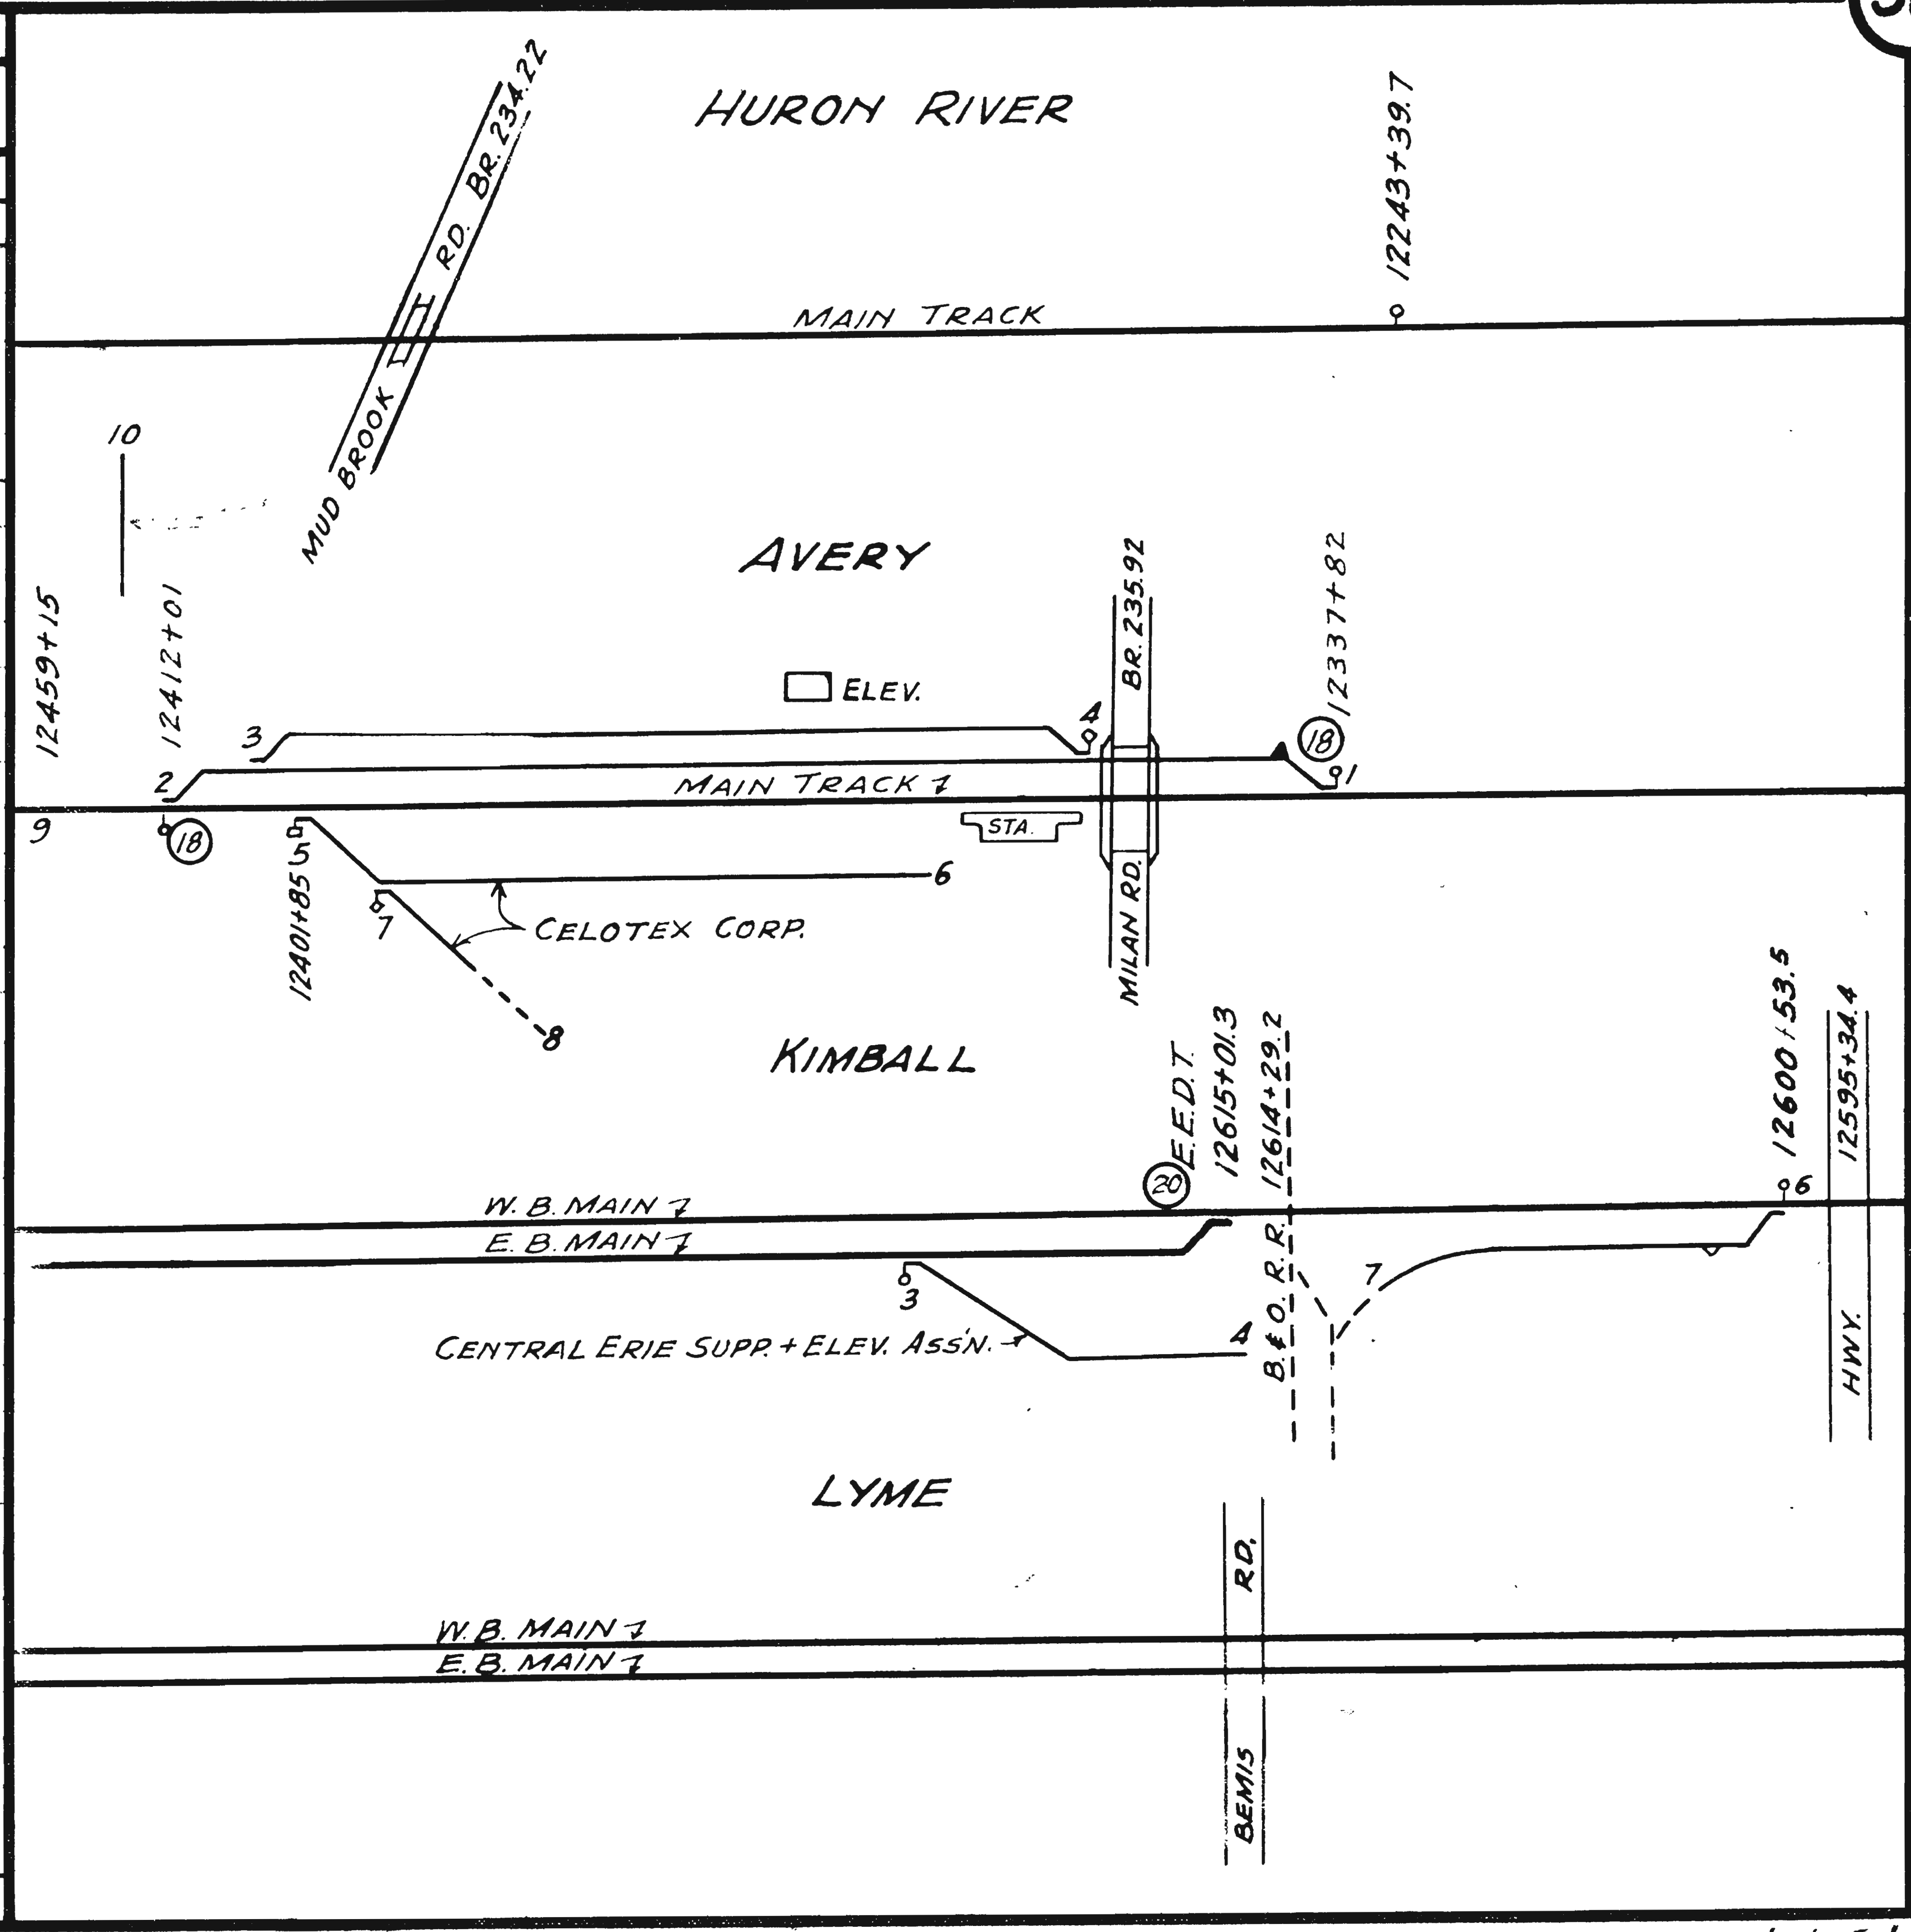 HURON RIVER
MUD BROOK RD. BR. 234.22
12243+39.7
MAIN TRACK
10
AVERY
12459+15
12412+01
BR. 235.92
12337+82
ELEV.
3
4
18
2
1
MAIN TRACK
9
18
STA.
5
12401+85
6
7
CELOTEX CORP.
MILAN RD.
8
KIMBALL
E.E.D.T.
12615+01.3
12614+29.2
12600+53.5
12595+34.4
20
6
W. B. MAIN
E. B. MAIN
B. & O. R. R.
7
3
CENTRAL ERIE SUPP. + ELEV. ASS'N.
4
HWY.
LYME
BEMIS RD.
W. B. MAIN
E. B. MAIN